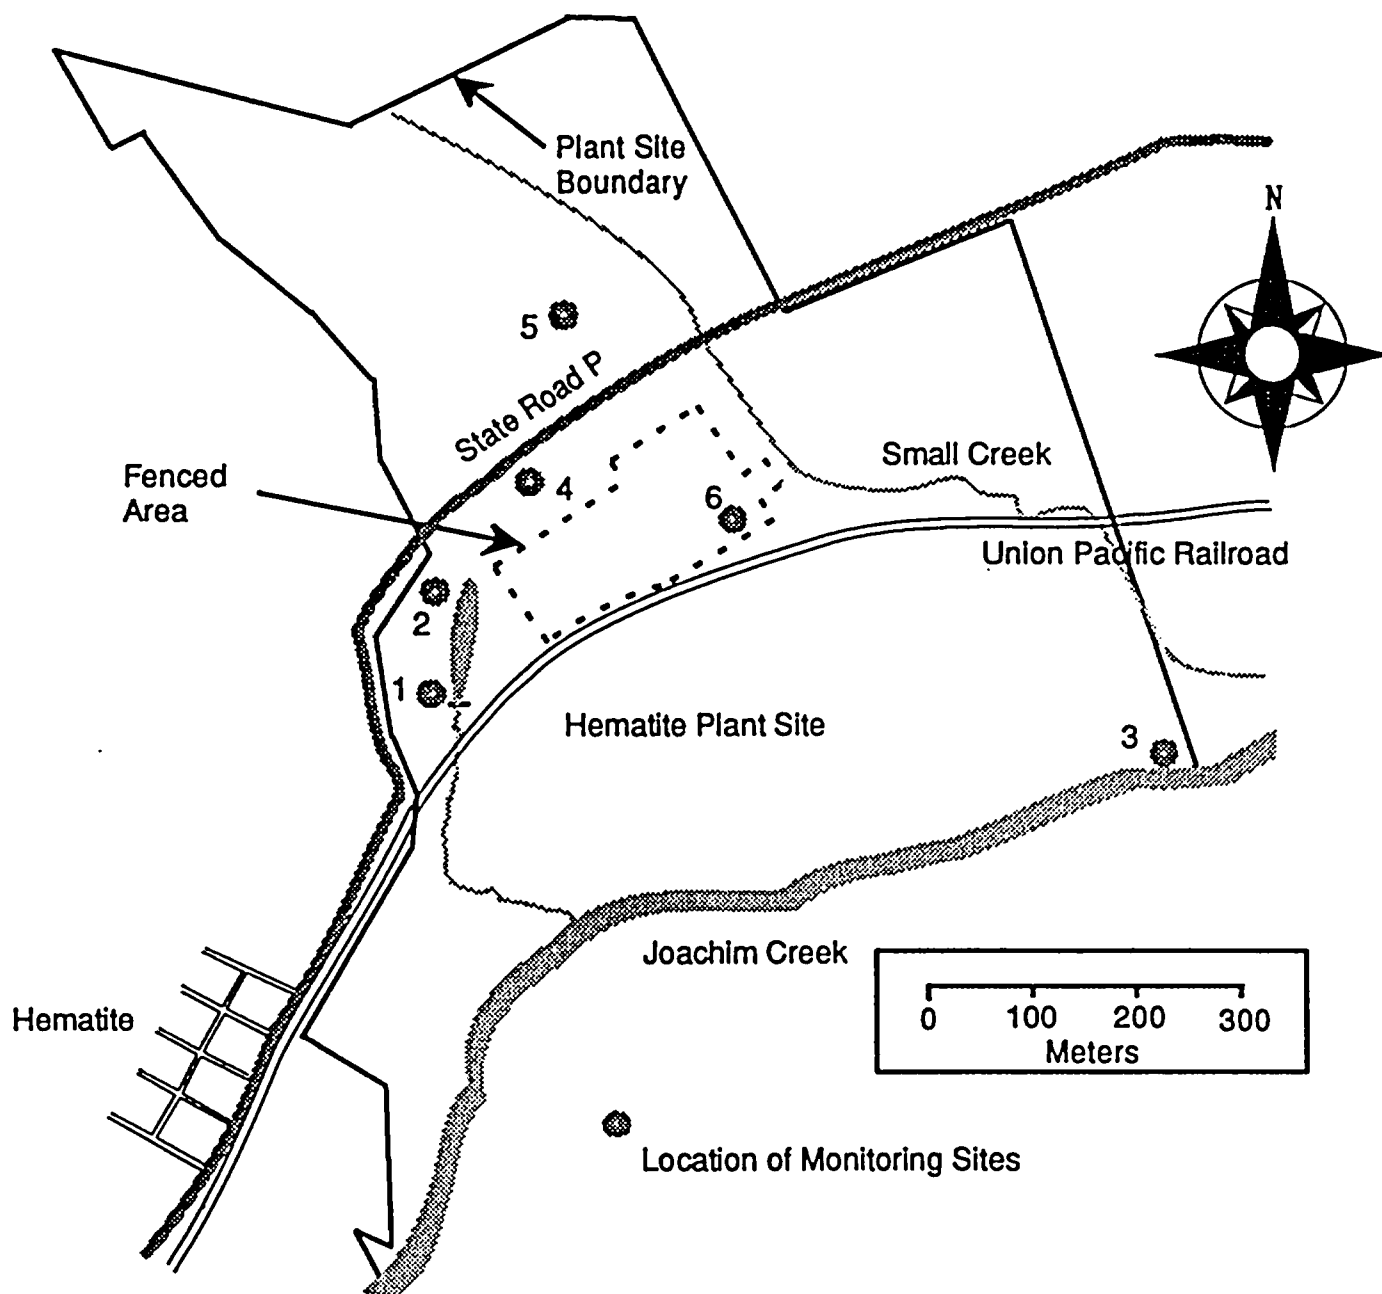 Plant Site
Boundary
N
5
State Road P
Fenced
Area
4
6
Small Creek
Union Pacific Railroad
2
1
Hematite Plant Site
3
Joachim Creek
Hematite
0 100 200 300
Meters
Location of Monitoring Sites